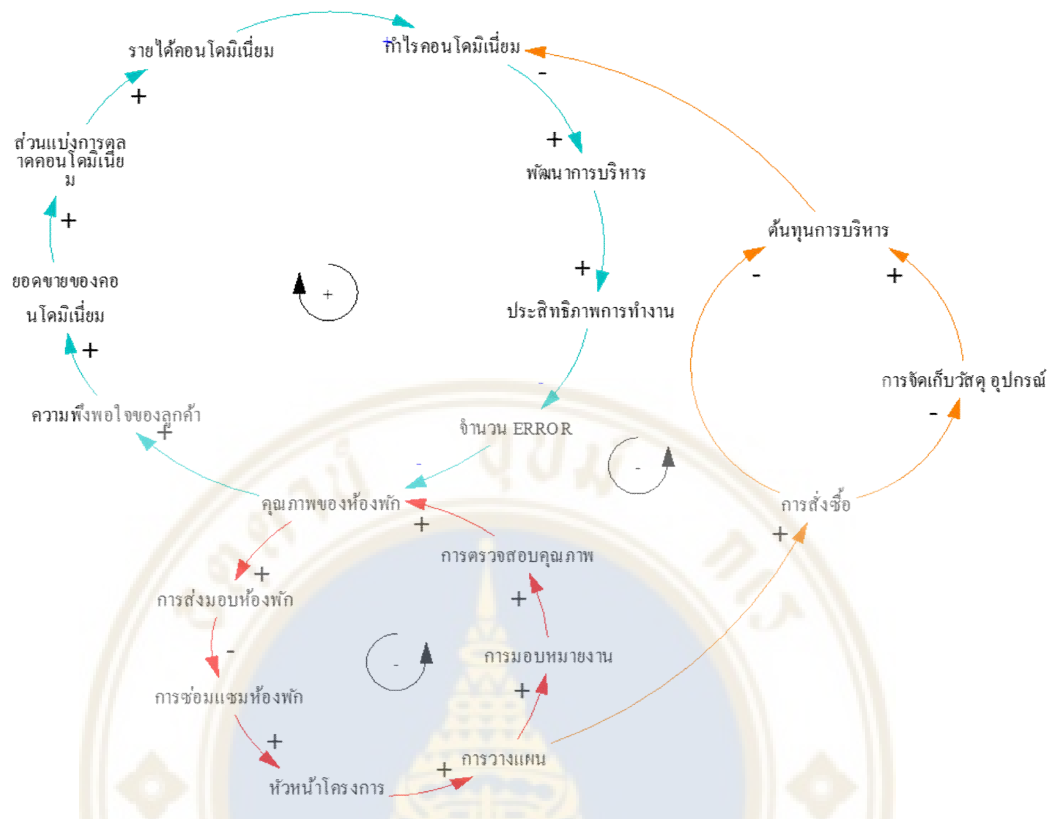 รายได้คอนโดมิเนี่ยม
กำไรคอนโดมิเนี่ยม
+
-
+
+
ส่วนแบ่งการตล
าดคอนโดมิเนี่ย
ม
พัฒนาการบริหาร
+
ต้นทุนการบริหาร
ยอดขายของคอ
นโดมิเนี่ยม
+
+
-
+
ประสิทธิภาพการทำงาน
+
การจัดเก็บวัสดุ อุปกรณ์
-
-
ความพึงพอใจของลูกค้า
+
จำนวน ERROR
-
-
คุณภาพของห้องพัก
การสั่งซื้อ
+
+
การตรวจสอบคุณภาพ
+
การส่งมอบห้องพัก
+
-
การมอบหมายงาน
-
การซ่อมแซมห้องพัก
+
+
การวางแผน
+
หัวหน้าโครงการ
ขุม
กร